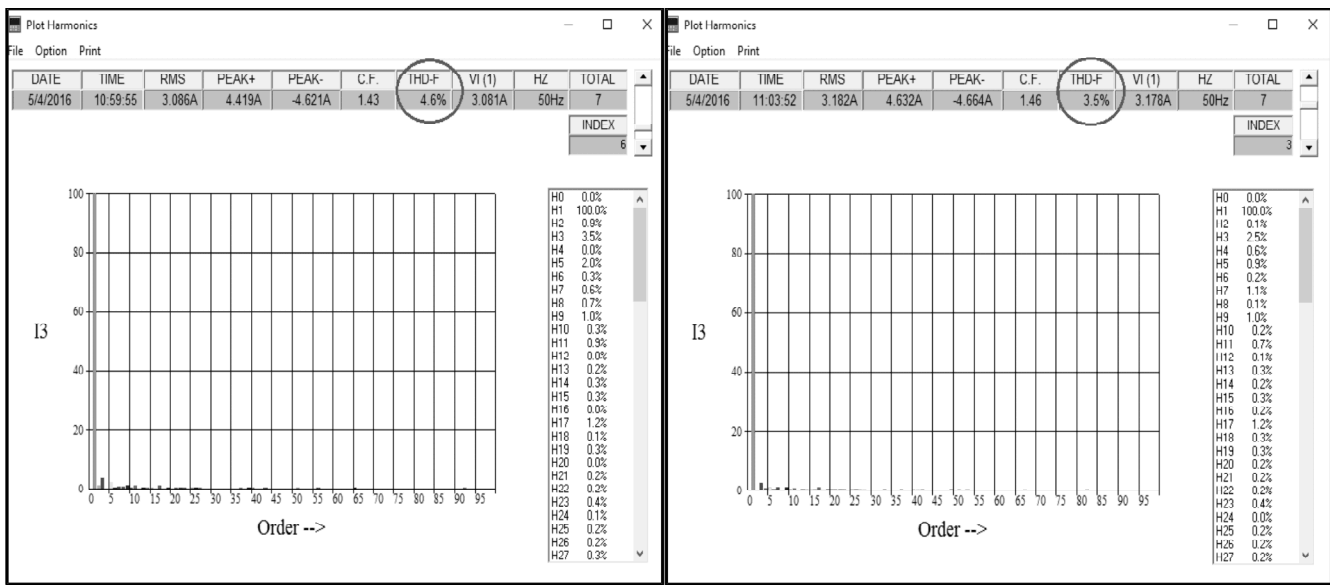 Plot Harmonics
File Option Print
DATE TIME RMS PEAK+ PEAK- C.F. THD-F VI (1) HZ TOTAL
5/4/2016 10:59:55 3.086A 4.419A -4.621A 1.43 4.6% 3.081A 50Hz 7
INDEX
6
100
80
60
40
20
0
I3
0 5 10 15 20 25 30 35 40 45 50 55 60 65 70 75 80 85 90 95
Order -->
H0 0.0%
H1 100.0%
H2 0.9%
H3 3.5%
H4 0.0%
H5 2.0%
H6 0.3%
H7 0.6%
H8 0.7%
H9 1.0%
H10 0.3%
H11 0.9%
H12 0.0%
H13 0.2%
H14 0.3%
H15 0.3%
H16 0.0%
H17 1.2%
H18 0.1%
H19 0.3%
H20 0.0%
H21 0.2%
H22 0.2%
H23 0.4%
H24 0.1%
H25 0.2%
H26 0.2%
H27 0.3%
Plot Harmonics
File Option Print
DATE TIME RMS PEAK+ PEAK- C.F. THD-F VI (1) HZ TOTAL
5/4/2016 11:03:52 3.182A 4.632A -4.664A 1.46 3.5% 3.178A 50Hz 7
INDEX
3
100
80
60
40
20
0
I3
0 5 10 15 20 25 30 35 40 45 50 55 60 65 70 75 80 85 90 95
Order -->
H0 0.0%
H1 100.0%
H2 0.1%
H3 2.5%
H4 0.6%
H5 0.9%
H6 0.2%
H7 1.1%
H8 0.1%
H9 1.0%
H10 0.2%
H11 0.7%
H12 0.1%
H13 0.3%
H14 0.2%
H15 0.3%
H16 0.2%
H17 1.2%
H18 0.3%
H19 0.3%
H20 0.2%
H21 0.2%
H22 0.2%
H23 0.4%
H24 0.0%
H25 0.2%
H26 0.2%
H27 0.2%